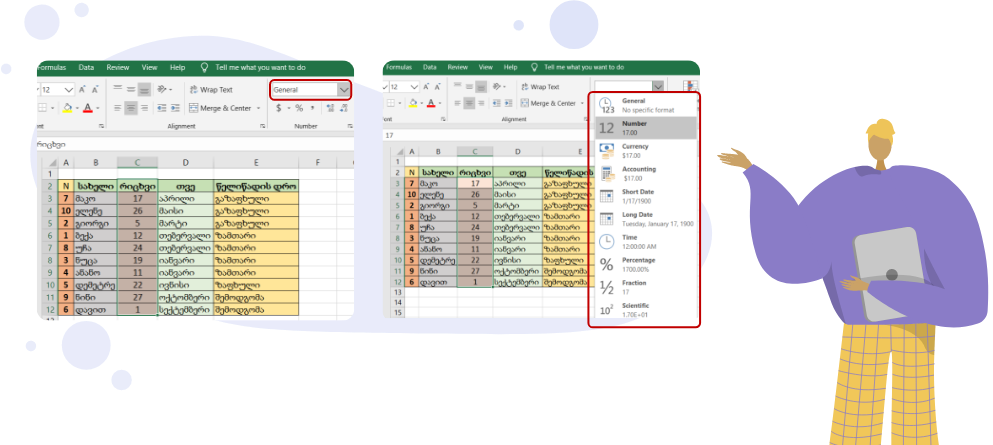 Formulas Data Review View Help Tell me what you want to do
12 A A Wrap Text General
A Merge & Center $ % ,
Alignment Number
რიცხვი
A B C D E F
1
2 N სახელი რიცხვი თვე წელიწადის დრო
3 7 მაკო 17 აპრილი გაზაფხული
4 10 ელენე 26 მაისი გაზაფხული
5 2 გიორგი 5 მარტი გაზაფხული
6 1 ბექა 12 თებერვალი ზამთარი
7 8 უჩა 24 თებერვალი ზამთარი
8 3 ნუცა 19 იანვარი ზამთარი
9 4 ანანო 11 იანვარი ზამთარი
10 5 დემეტრე 22 ივნისი ზაფხული
11 9 ნინი 27 ოქტომბერი შემოდგომა
12 6 დავით 1 სექტემბერი შემოდგომა
Formulas Data Review View Help Tell me what you want to do
12 A A Wrap Text
A Merge & Center
Alignment
17
A B C D E
1
2 N სახელი რიცხვი თვე წელიწადის
3 7 მაკო 17 აპრილი გაზაფხული
4 10 ელენე 26 მაისი გაზაფხული
5 2 გიორგი 5 მარტი გაზაფხული
6 1 ბექა 12 თებერვალი ზამთარი
7 8 უჩა 24 თებერვალი ზამთარი
8 3 ნუცა 19 იანვარი ზამთარი
9 4 ანანო 11 იანვარი ზამთარი
10 5 დემეტრე 22 ივნისი ზაფხული
11 9 ნინი 27 ოქტომბერი შემოდგომა
12 6 დავით 1 სექტემბერი შემოდგომა
13
14
15
General
123 No specific format
12 Number
17.00
Currency
$17.00
Accounting
$17.00
Short Date
1/17/1900
Long Date
Tuesday, January 17, 1900
Time
12:00:00 AM
% Percentage
1700.00%
½ Fraction
17
10² Scientific
1.70E+01